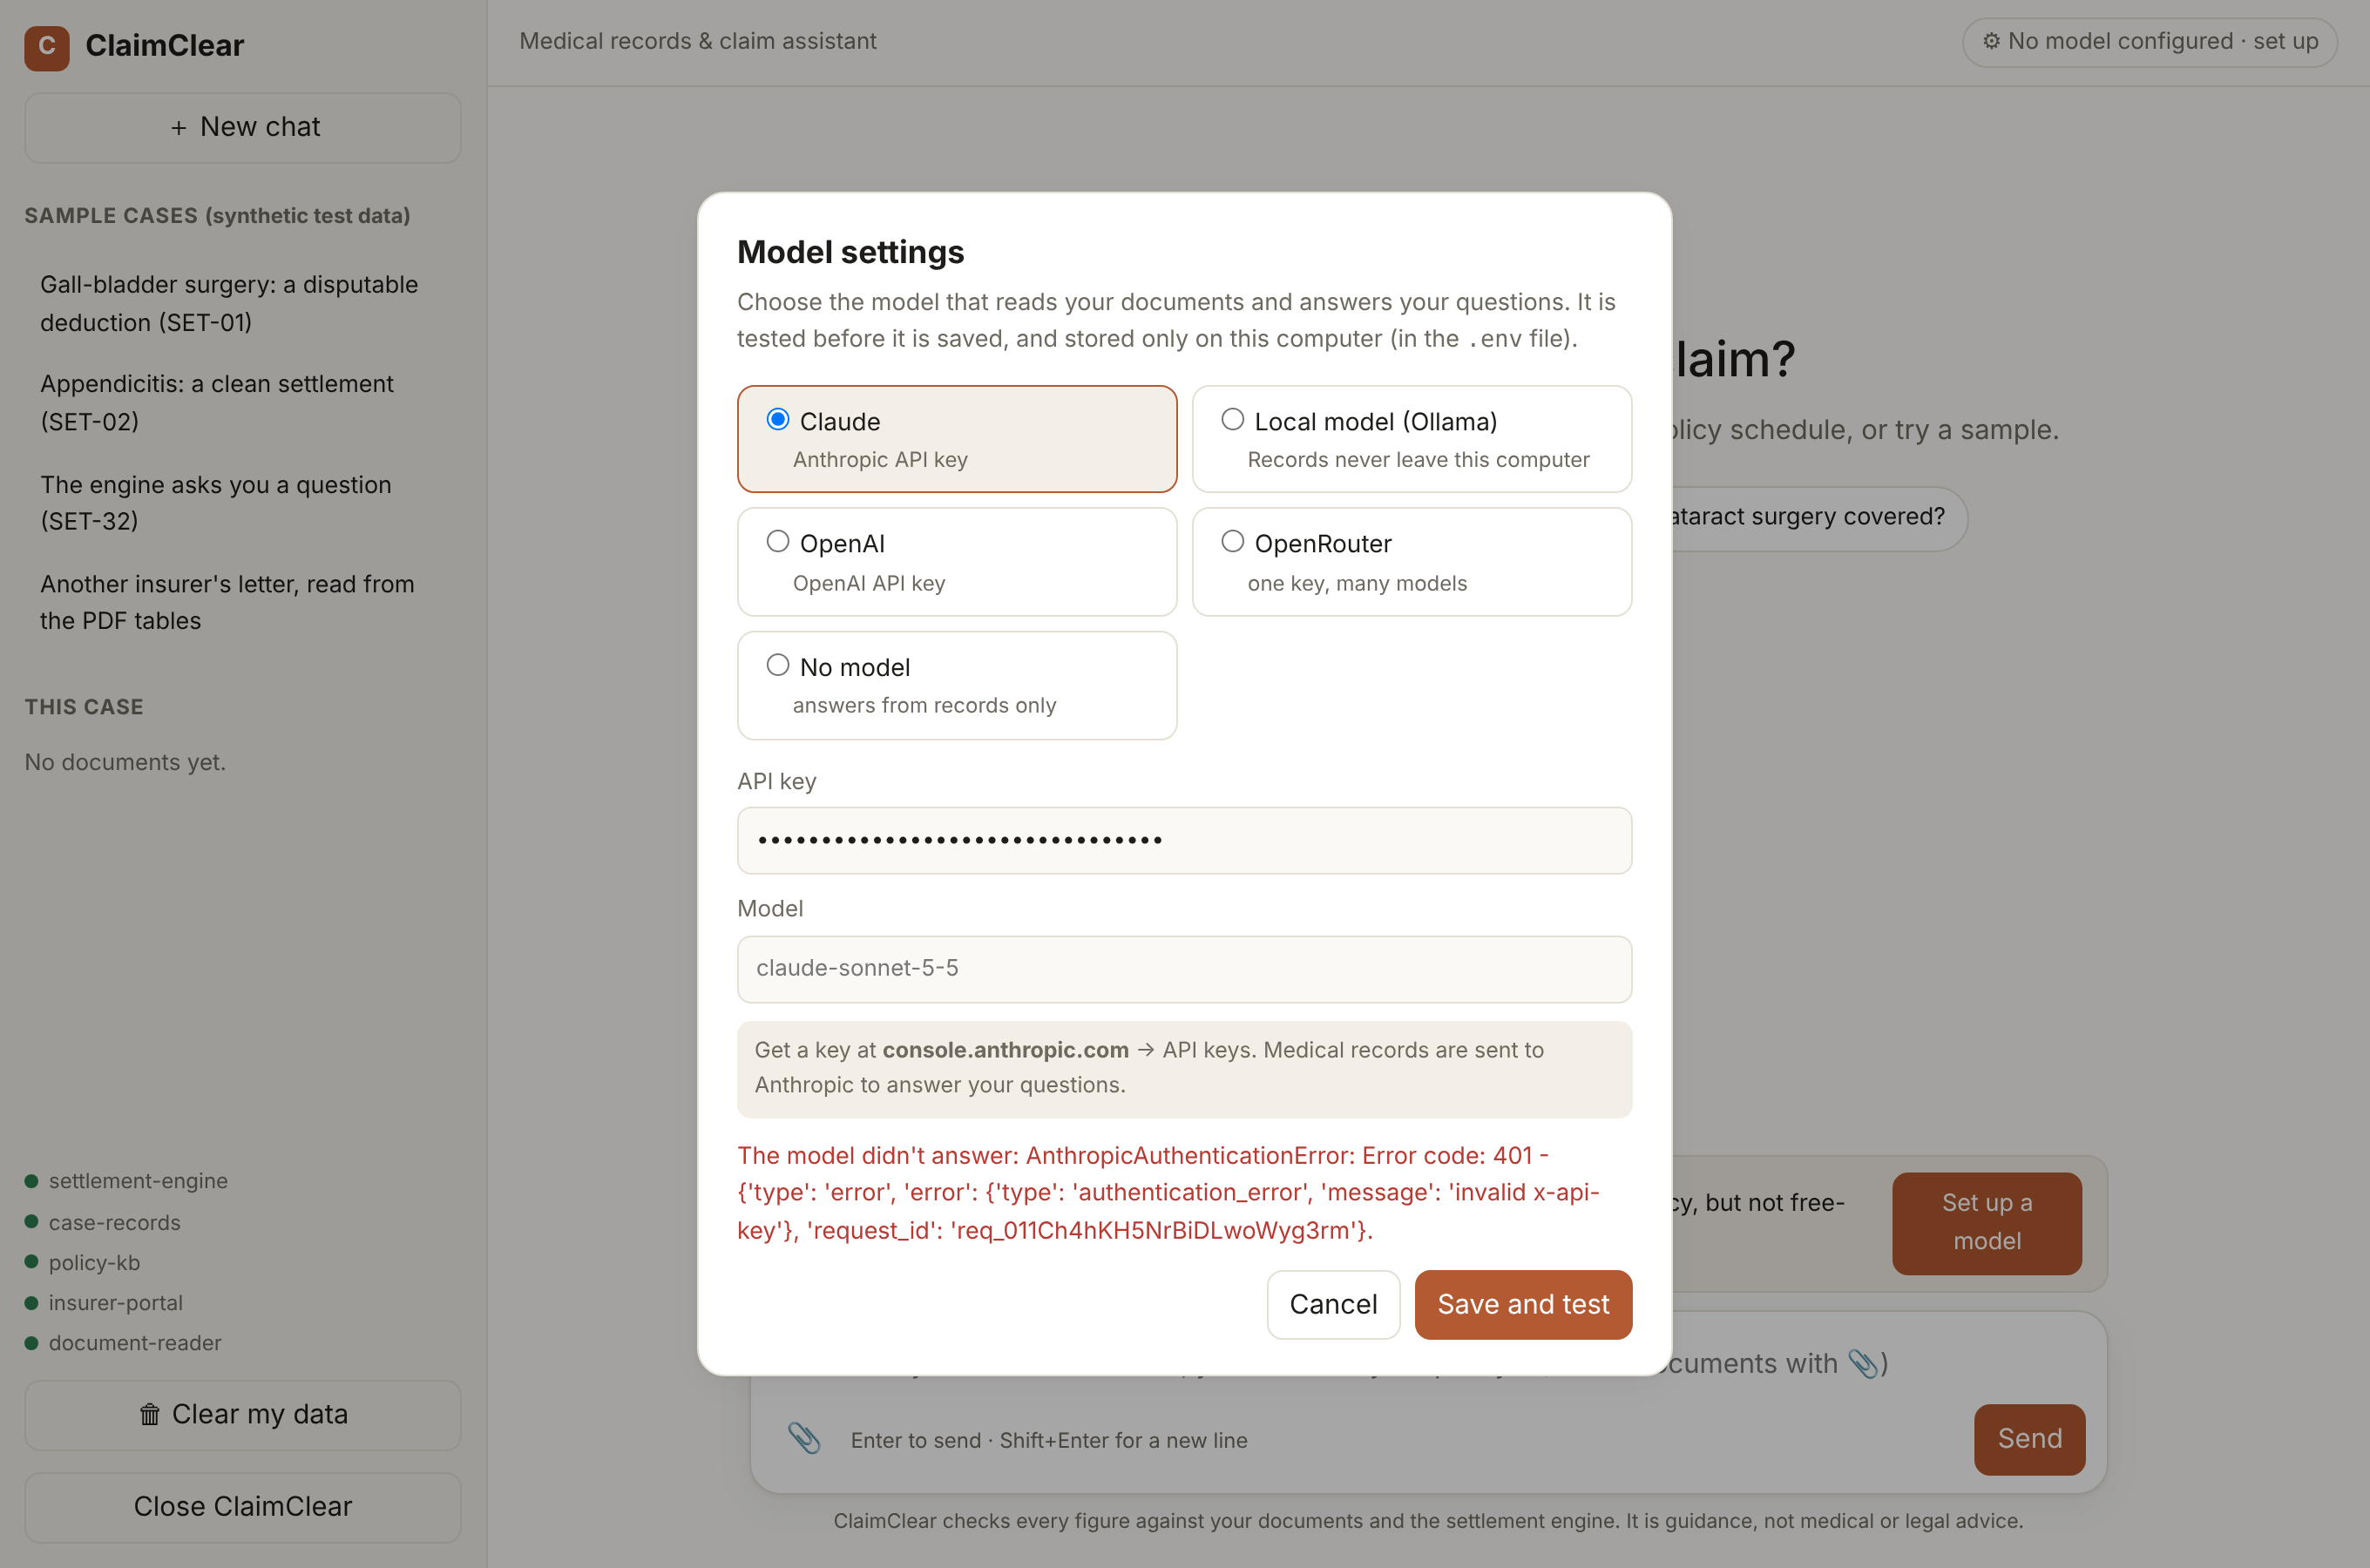 C ClaimClear
+ New chat
SAMPLE CASES (synthetic test data)
Gall-bladder surgery: a disputable
deduction (SET-01)
Appendicitis: a clean settlement
(SET-02)
The engine asks you a question
(SET-32)
Another insurer's letter, read from
the PDF tables
THIS CASE
No documents yet.
settlement-engine
case-records
policy-kb
insurer-portal
document-reader
🗑 Clear my data
Close ClaimClear
Medical records & claim assistant
⚙ No model configured · set up
laim?
olicy schedule, or try a sample.
ataract surgery covered?
Model settings
Choose the model that reads your documents and answers your questions. It is
tested before it is saved, and stored only on this computer (in the .env file).
Claude
Anthropic API key
Local model (Ollama)
Records never leave this computer
OpenAI
OpenAI API key
OpenRouter
one key, many models
No model
answers from records only
API key
••••••••••••••••••••••••••••••••
Model
claude-sonnet-5-5
Get a key at console.anthropic.com → API keys. Medical records are sent to
Anthropic to answer your questions.
The model didn't answer: AnthropicAuthenticationError: Error code: 401 -
{'type': 'error', 'error': {'type': 'authentication_error', 'message': 'invalid x-api-
key'}, 'request_id': 'req_011Ch4hKH5NrBiDLwoWyg3rm'}.
Cancel
Save and test
cy, but not free-
Set up a
model
cuments with 📎)
📎 Enter to send · Shift+Enter for a new line
Send
ClaimClear checks every figure against your documents and the settlement engine. It is guidance, not medical or legal advice.